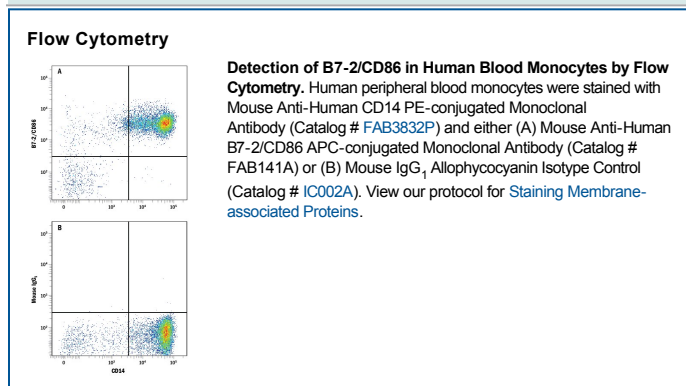 Flow Cytometry
Detection of B7-2/CD86 in Human Blood Monocytes by Flow
Cytometry. Human peripheral blood monocytes were stained with
Mouse Anti-Human CD14 PE-conjugated Monoclonal
Antibody (Catalog # FAB3832P) and either (A) Mouse Anti-Human
B7-2/CD86 APC-conjugated Monoclonal Antibody (Catalog #
FAB141A) or (B) Mouse IgG1 Allophycocyanin Isotype Control
(Catalog # IC002A). View our protocol for Staining Membrane-
associated Proteins.
A
B7-2/CD86
0
B
Mouse IgG1
0
CD14